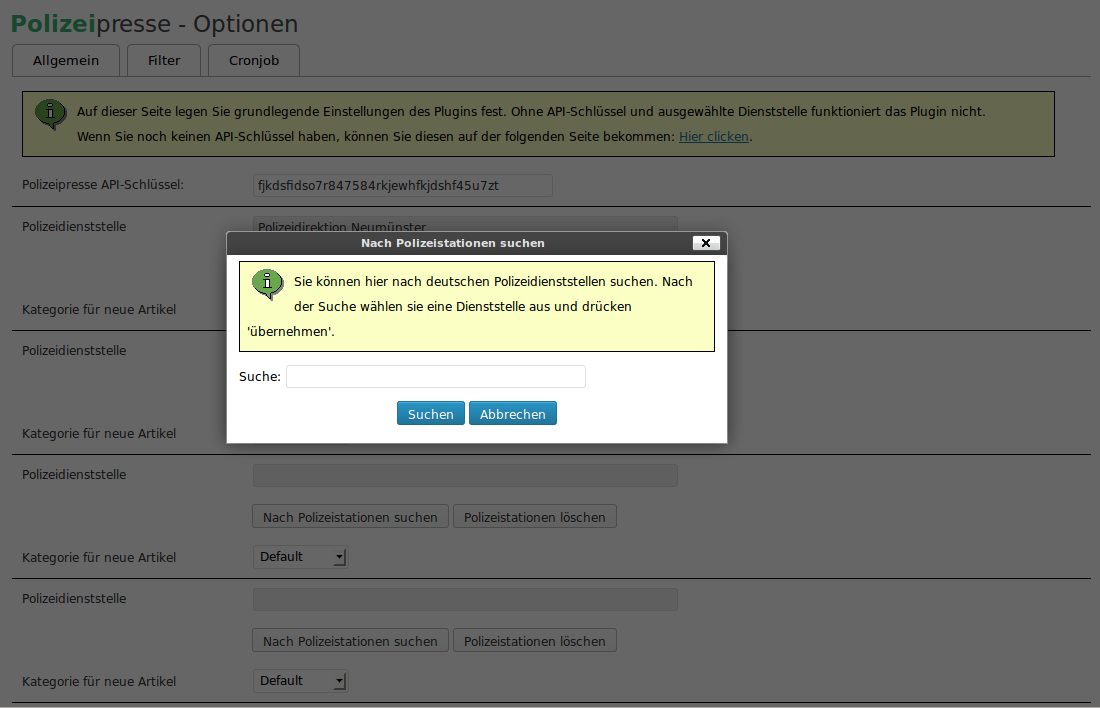 Polizeipresse - Optionen
Allgemein Filter Cronjob
Auf dieser Seite legen Sie grundlegende Einstellungen des Plugins fest. Ohne API-Schlüssel und ausgewählte Dienststelle funktioniert das Plugin nicht.
Wenn Sie noch keinen API-Schlüssel haben, können Sie diesen auf der folgenden Seite bekommen: Hier clicken.
Polizeipresse API-Schlüssel: fjkdsfidso7r847584rkjewhfkjdshf45u7zt
Polizeidienststelle Polizeidirektion Neumünster
Nach Polizeistationen suchen
Sie können hier nach deutschen Polizeidienststellen suchen. Nach
der Suche wählen sie eine Dienststelle aus und drücken
'übernehmen'.
Suche:
Suchen Abbrechen
Kategorie für neue Artikel
Polizeidienststelle
Kategorie für neue Artikel
Polizeidienststelle
Nach Polizeistationen suchen Polizeistationen löschen
Kategorie für neue Artikel Default
Polizeidienststelle
Nach Polizeistationen suchen Polizeistationen löschen
Kategorie für neue Artikel Default